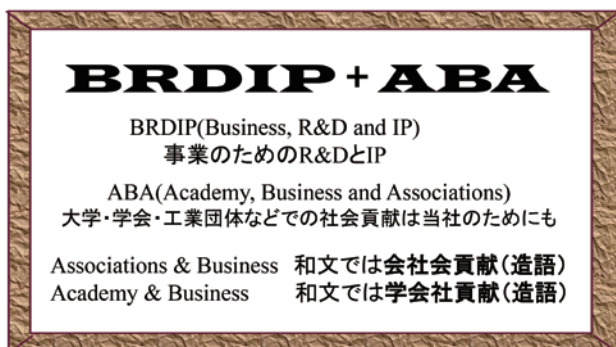 BRDIP+ABA
BRDIP(Business, R&D and IP)
事業のためのR&DとIP
ABA(Academy, Business and Associations)
大学・学会・工業団体などでの社会貢献は当社のためにも
Associations & Business 和文では会社会貢献(造語)
Academy & Business 和文では学会社貢献(造語)